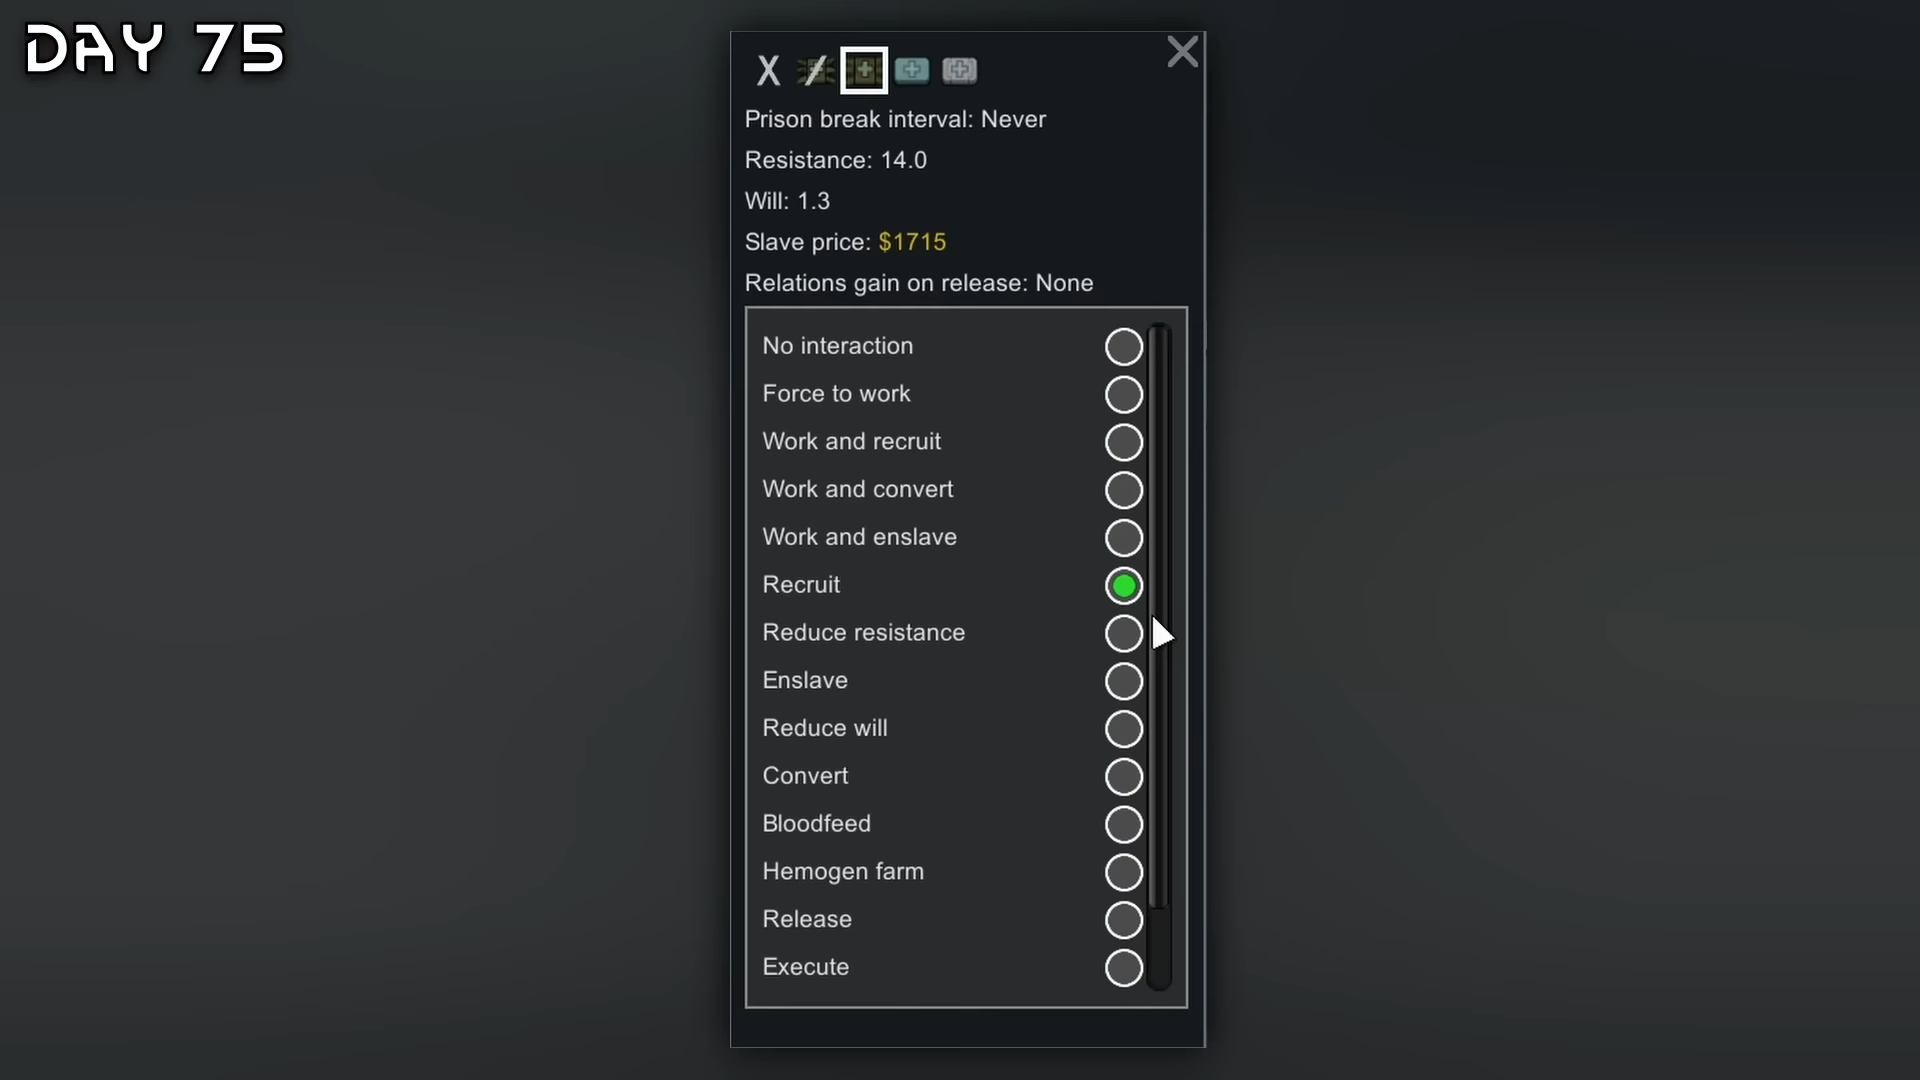 DAY 75
Prison break interval: Never
Resistance: 14.0
Will: 1.3
Slave price: $1715
Relations gain on release: None
No interaction
Force to work
Work and recruit
Work and convert
Work and enslave
Recruit
Reduce resistance
Enslave
Reduce will
Convert
Bloodfeed
Hemogen farm
Release
Execute